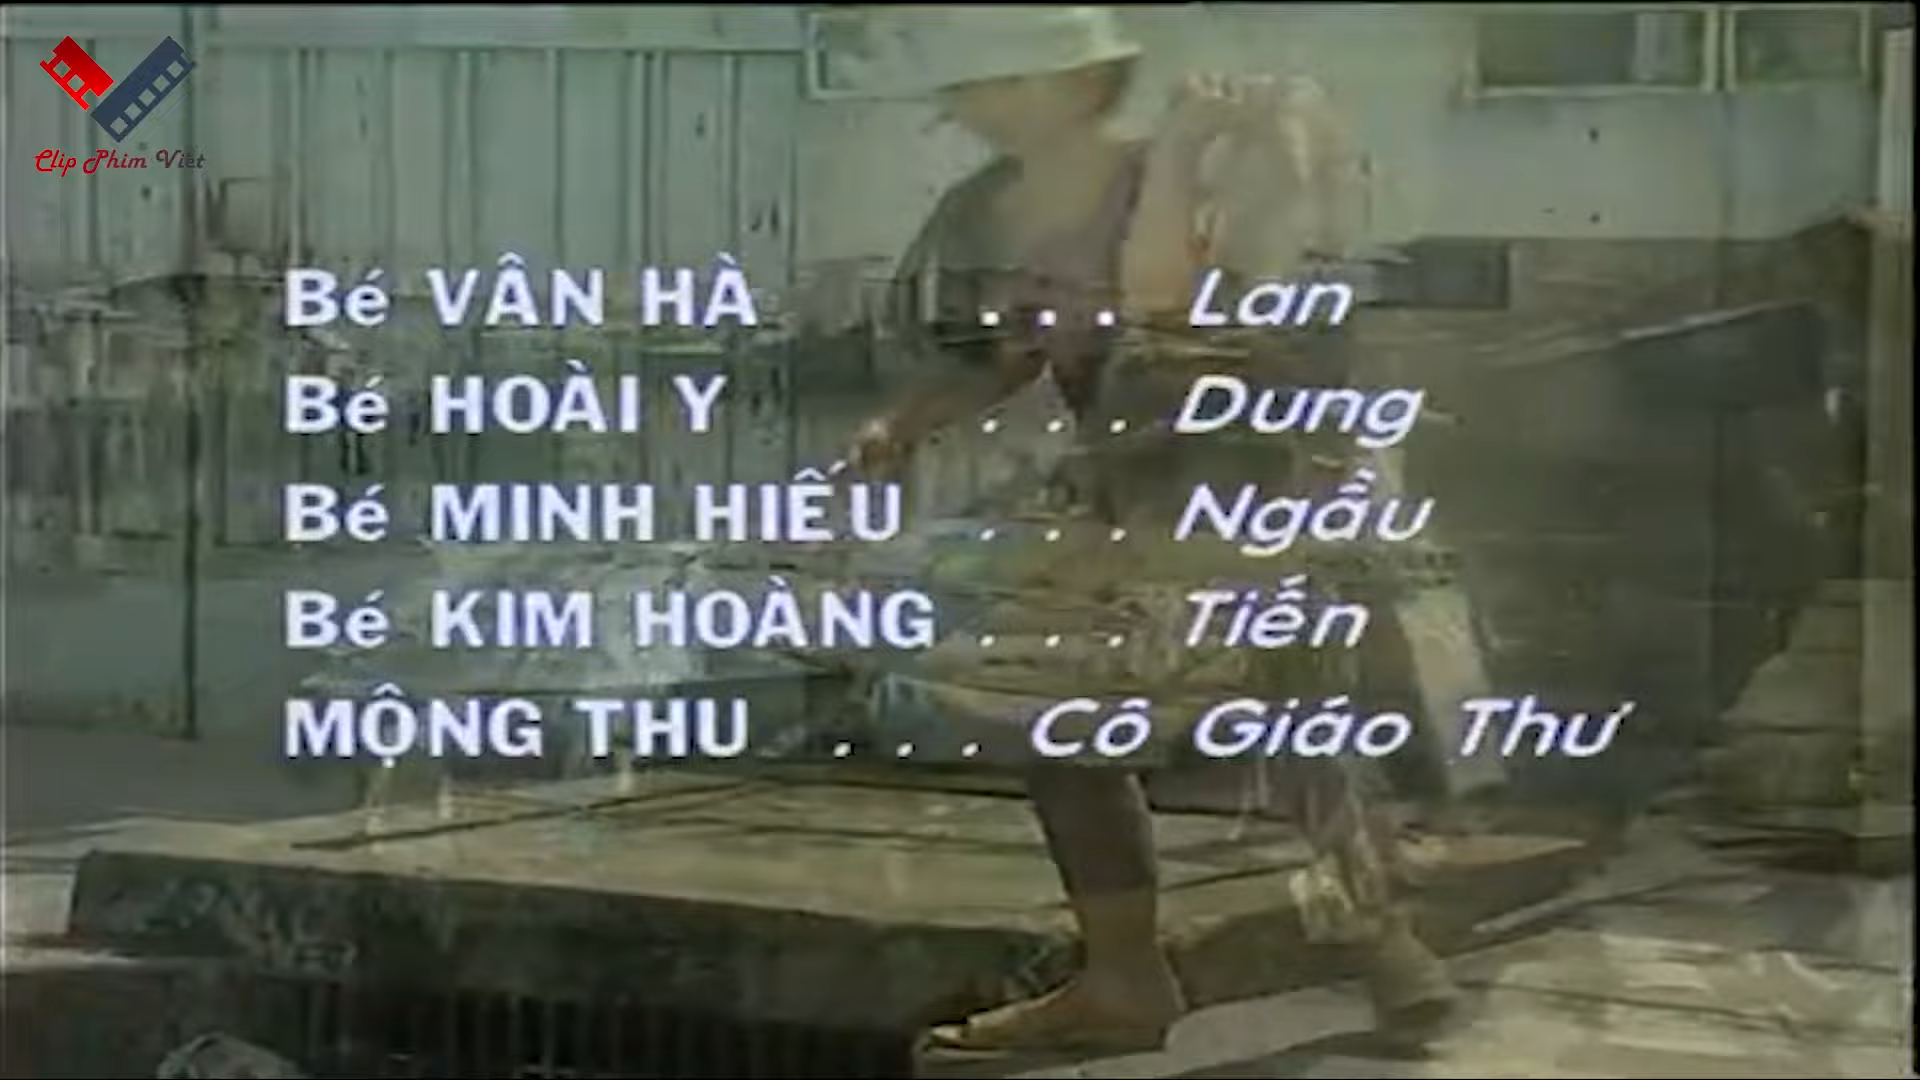 Clip Phim Việt
Bé VÂN HÀ . . . Lan
Bé HOÀI Y . . . Dung
Bé MINH HIẾU . . . Ngầu
Bé KIM HOÀNG . . . Tiến
MỘNG THU . . . Cô Giáo Thư